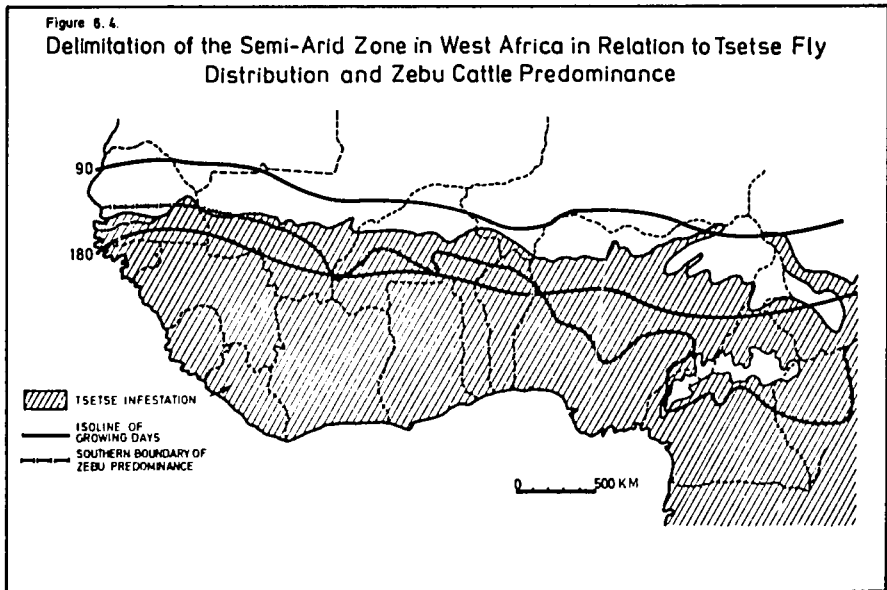 Figure 6.4.
Delimitation of the Semi-Arid Zone in West Africa in Relation to Tsetse Fly
Distribution and Zebu Cattle Predominance
90
180
TSETSE INFESTATION
ISOLINE OF
GROWING DAYS
SOUTHERN BOUNDARY OF
ZEBU PREDOMINANCE
0 500 KM